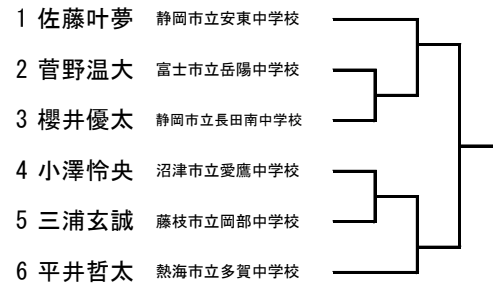 1 佐藤叶夢 静岡市立安東中学校
2 菅野温大 富士市立岳陽中学校
3 櫻井優太 静岡市立長田南中学校
4 小澤怜央 沼津市立愛鷹中学校
5 三浦玄誠 藤枝市立岡部中学校
6 平井哲太 熱海市立多賀中学校